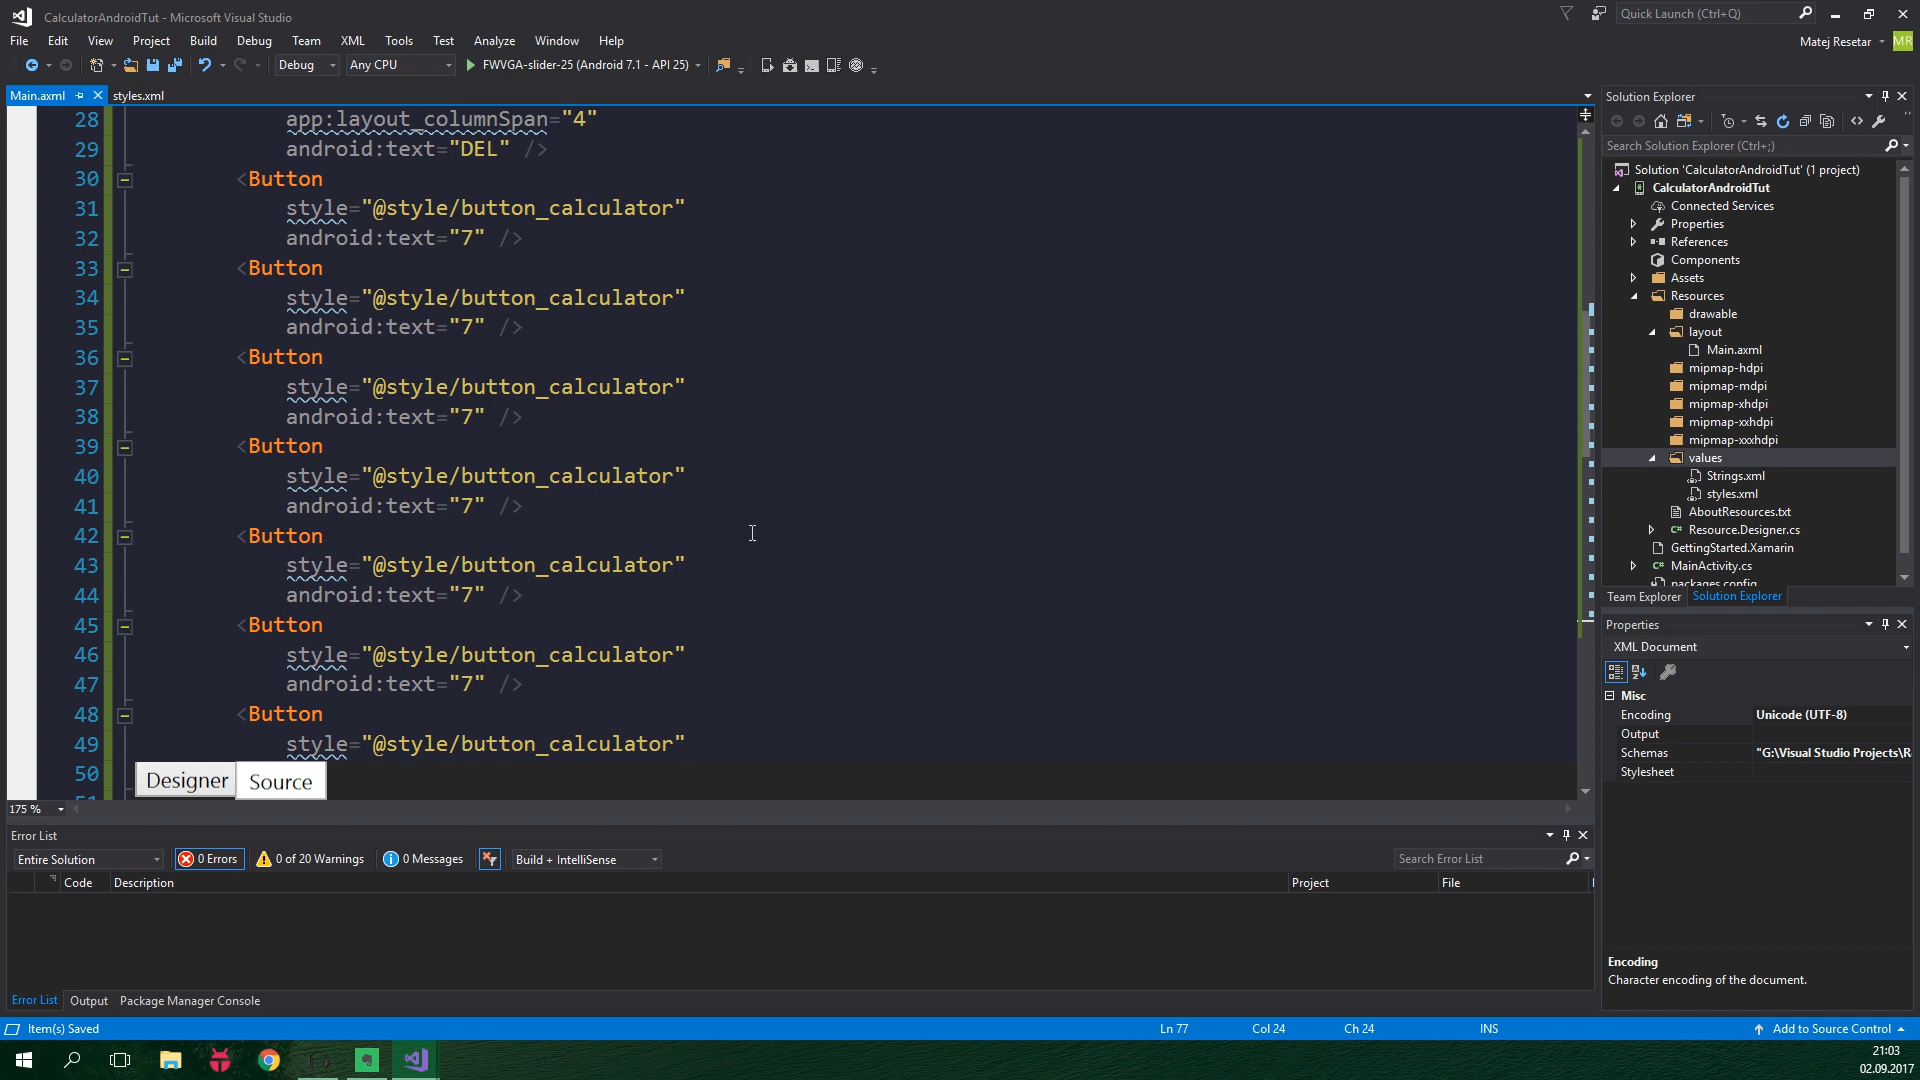 CalculatorAndroidTut - Microsoft Visual Studio
Quick Launch (Ctrl+Q)
File Edit View Project Build Debug Team XML Tools Test Analyze Window Help
Matej Resetar MR
Debug Any CPU FWVGA-slider-25 (Android 7.1 - API 25)
Main.axml styles.xml
28 app:layout_columnSpan="4"
29 android:text="DEL" />
30 <Button
31 style="@style/button_calculator"
32 android:text="7" />
33 <Button
34 style="@style/button_calculator"
35 android:text="7" />
36 <Button
37 style="@style/button_calculator"
38 android:text="7" />
39 <Button
40 style="@style/button_calculator"
41 android:text="7" />
42 <Button
43 style="@style/button_calculator"
44 android:text="7" />
45 <Button
46 style="@style/button_calculator"
47 android:text="7" />
48 <Button
49 style="@style/button_calculator"
50
51
Designer Source
175 %
Solution Explorer
Search Solution Explorer (Ctrl+;)
Solution 'CalculatorAndroidTut' (1 project)
CalculatorAndroidTut
Connected Services
Properties
References
Components
Assets
Resources
drawable
layout
Main.axml
mipmap-hdpi
mipmap-mdpi
mipmap-xhdpi
mipmap-xxhdpi
mipmap-xxxhdpi
values
Strings.xml
styles.xml
AboutResources.txt
Resource.Designer.cs
GettingStarted.Xamarin
MainActivity.cs
packages.config
Team Explorer Solution Explorer
Properties
XML Document
Misc
Encoding Unicode (UTF-8)
Output
Schemas "G:\Visual Studio Projects\R
Stylesheet
Encoding
Character encoding of the document.
Error List
Entire Solution 0 Errors 0 of 20 Warnings 0 Messages Build + IntelliSense Search Error List
Code Description Project File
Error List Output Package Manager Console
Item(s) Saved Ln 77 Col 24 Ch 24 INS Add to Source Control
21:03
02.09.2017